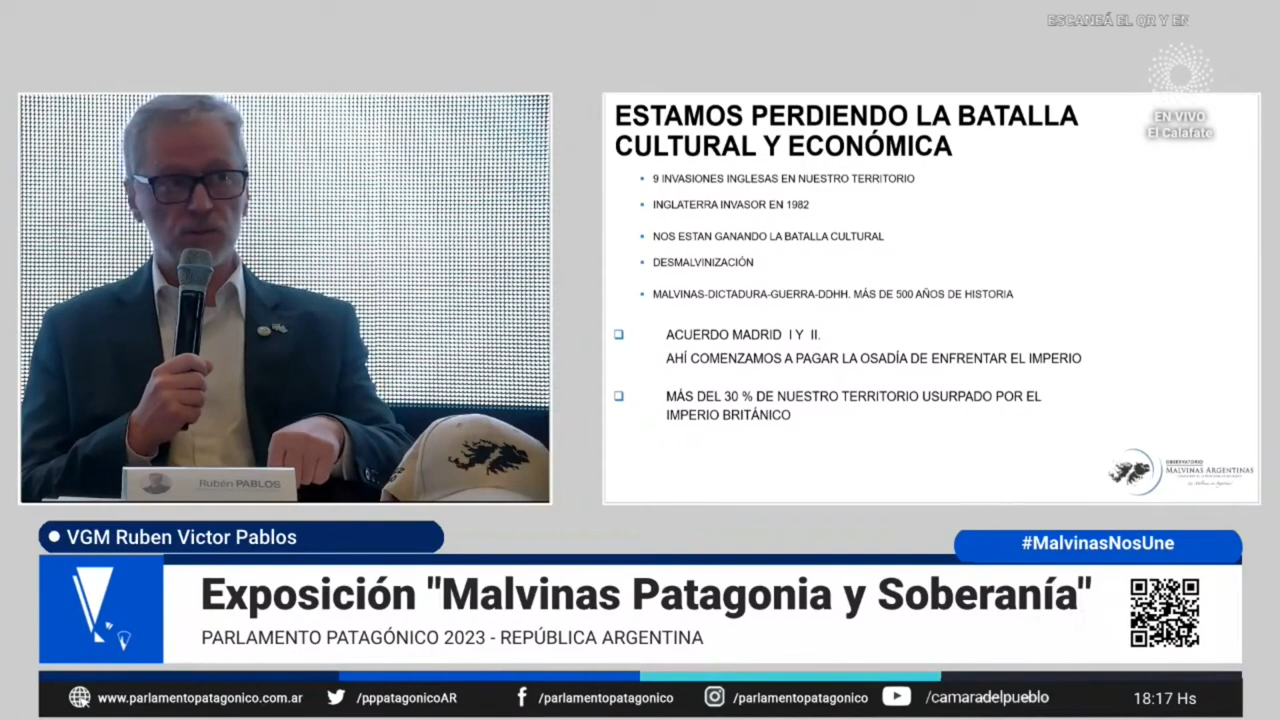 ESCANEÁ EL QR Y EN
EN VIVO
El Calafate
ESTAMOS PERDIENDO LA BATALLA
CULTURAL Y ECONÓMICA
• 9 INVASIONES INGLESAS EN NUESTRO TERRITORIO
• INGLATERRA INVASOR EN 1982
• NOS ESTAN GANANDO LA BATALLA CULTURAL
• DESMALVINIZACIÓN
• MALVINAS-DICTADURA-GUERRA-DDHH. MÁS DE 500 AÑOS DE HISTORIA
ACUERDO MADRID I Y II.
AHÍ COMENZAMOS A PAGAR LA OSADÍA DE ENFRENTAR EL IMPERIO
MÁS DEL 30 % DE NUESTRO TERRITORIO USURPADO POR EL
IMPERIO BRITÁNICO
OBSERVATORIO
MALVINAS ARGENTINAS
Rubén PABLOS
VGM Ruben Victor Pablos
#MalvinasNosUne
Exposición "Malvinas Patagonia y Soberanía"
PARLAMENTO PATAGÓNICO 2023 - REPÚBLICA ARGENTINA
www.parlamentopatagonico.com.ar
/pppatagonicoAR
/parlamentopatagonico
/parlamentopatagonico
/camaradelpueblo
18:17 Hs